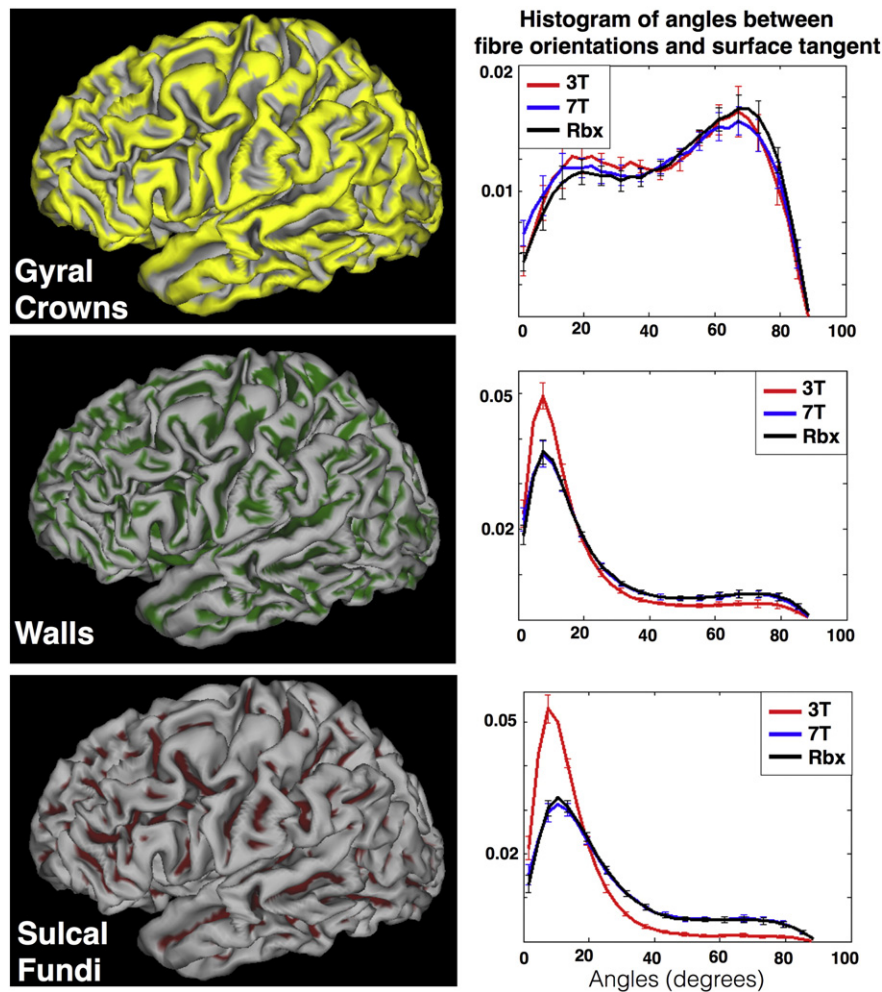 Histogram of angles between
fibre orientations and surface tangent
Gyral
Crowns
0.02
0.01
3T
7T
Rbx
0 20 40 60 80 100
Walls
0.05
0.02
3T
7T
Rbx
0 20 40 60 80 100
Sulcal
Fundi
0.05
0.02
3T
7T
Rbx
0 20 40 60 80 100
Angles (degrees)